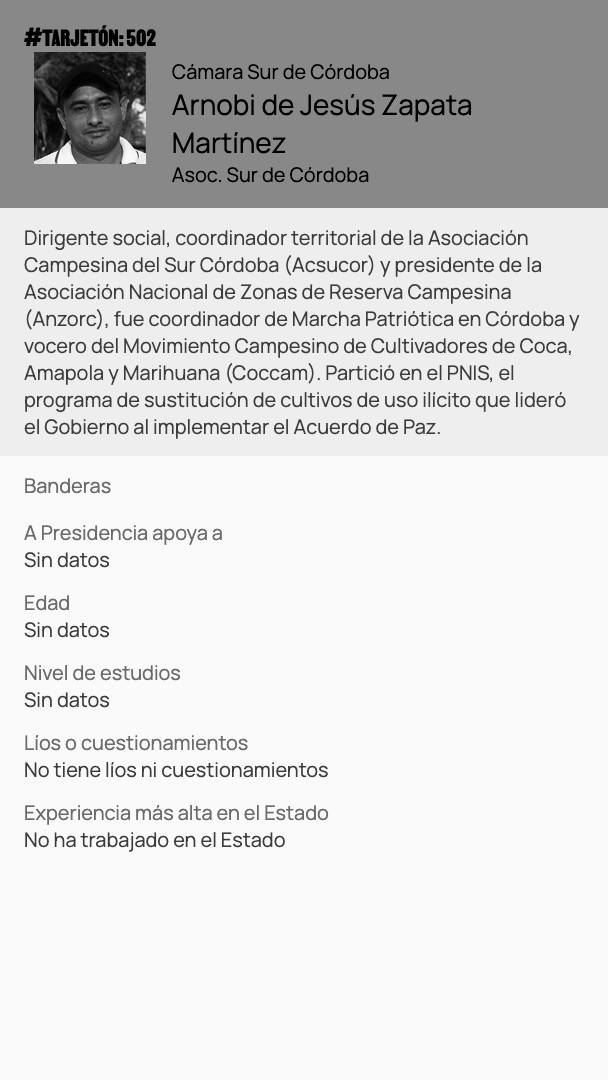 #TARJETÓN: 502
Cámara Sur de Córdoba
Arnobi de Jesús Zapata
Martínez
Asoc. Sur de Córdoba
Dirigente social, coordinador territorial de la Asociación
Campesina del Sur Córdoba (Acsucor) y presidente de la
Asociación Nacional de Zonas de Reserva Campesina
(Anzorc), fue coordinador de Marcha Patriótica en Córdoba y
vocero del Movimiento Campesino de Cultivadores de Coca,
Amapola y Marihuana (Coccam). Partició en el PNIS, el
programa de sustitución de cultivos de uso ilícito que lideró
el Gobierno al implementar el Acuerdo de Paz.
Banderas
A Presidencia apoya a
Sin datos
Edad
Sin datos
Nivel de estudios
Sin datos
Líos o cuestionamientos
No tiene líos ni cuestionamientos
Experiencia más alta en el Estado
No ha trabajado en el Estado